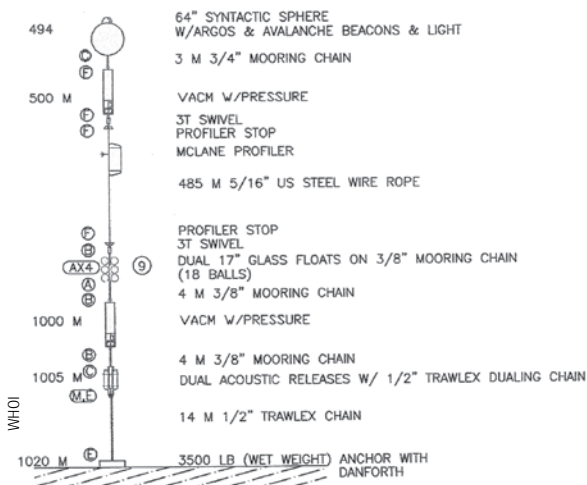 494
64" SYNTACTIC SPHERE
W/ARGOS & AVALANCHE BEACONS & LIGHT
C
3 M 3/4" MOORING CHAIN
F
500 M
VACM W/PRESSURE
F
3T SWIVEL
F
PROFILER STOP
MCLANE PROFILER
485 M 5/16" US STEEL WIRE ROPE
F
PROFILER STOP
B
3T SWIVEL
AX4
9
DUAL 17" GLASS FLOATS ON 3/8" MOORING CHAIN
(18 BALLS)
A
4 M 3/8" MOORING CHAIN
B
1000 M
VACM W/PRESSURE
B
4 M 3/8" MOORING CHAIN
C
1005 M
DUAL ACOUSTIC RELEASES W/ 1/2" TRAWLEX DUALING CHAIN
M,E
14 M 1/2" TRAWLEX CHAIN
WHOI
E
1020 M
3500 LB (WET WEIGHT) ANCHOR WITH
DANFORTH